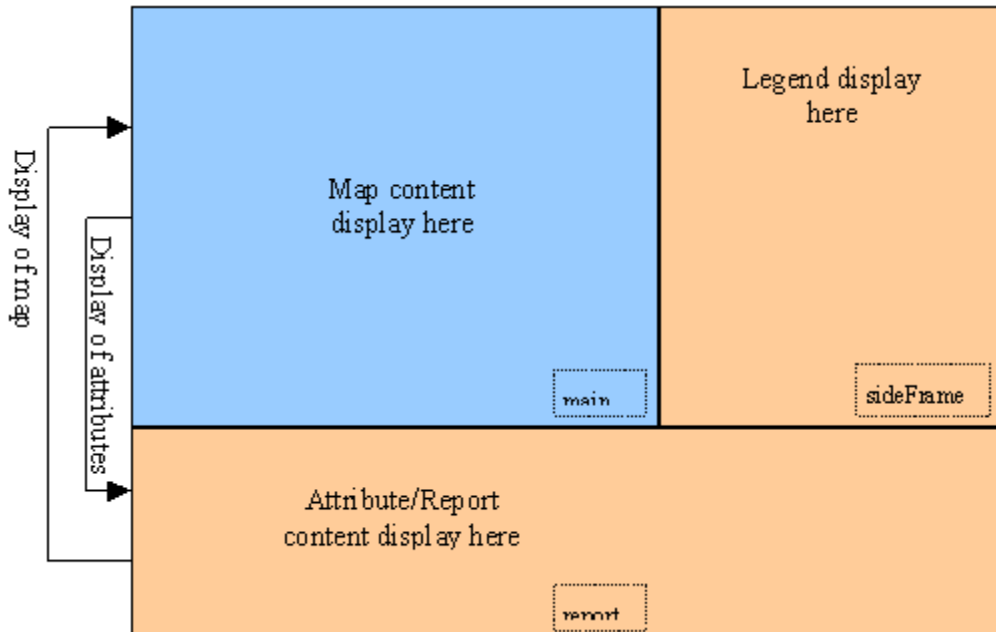 Legend display
here
Map content
display here
Display of map
Display of attributes
main
sideFrame
Attribute/Report
content display here
report